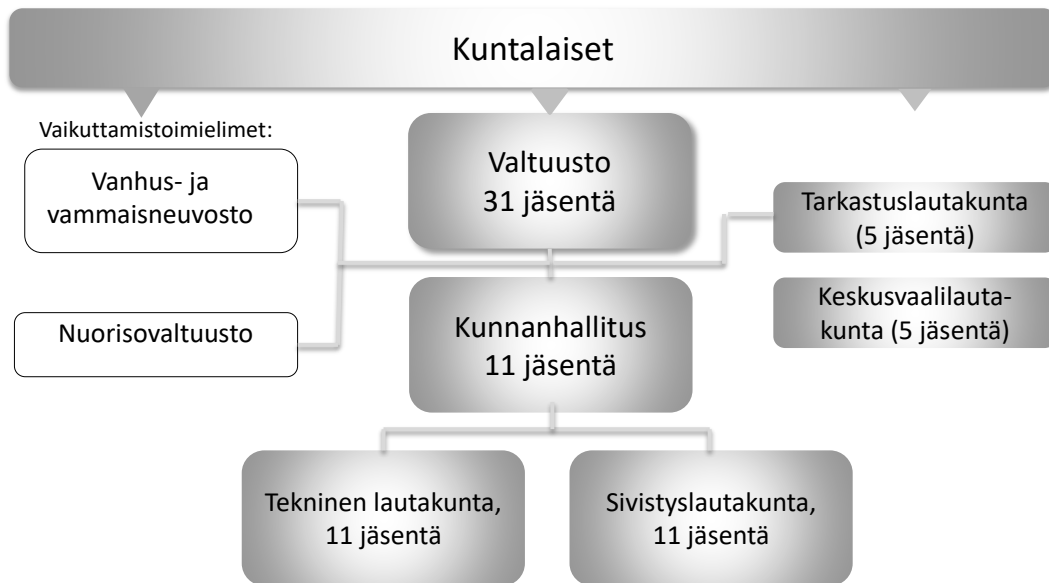 Kuntalaiset
Vaikuttamistoimielimet:
Vanhus- ja
vammaisneuvosto
Nuorisovaltuusto
Valtuusto
31 jäsentä
Tarkastuslautakunta
(5 jäsentä)
Keskusvaalilauta-
kunta (5 jäsentä)
Kunnanhallitus
11 jäsentä
Tekninen lautakunta,
11 jäsentä
Sivistyslautakunta,
11 jäsentä